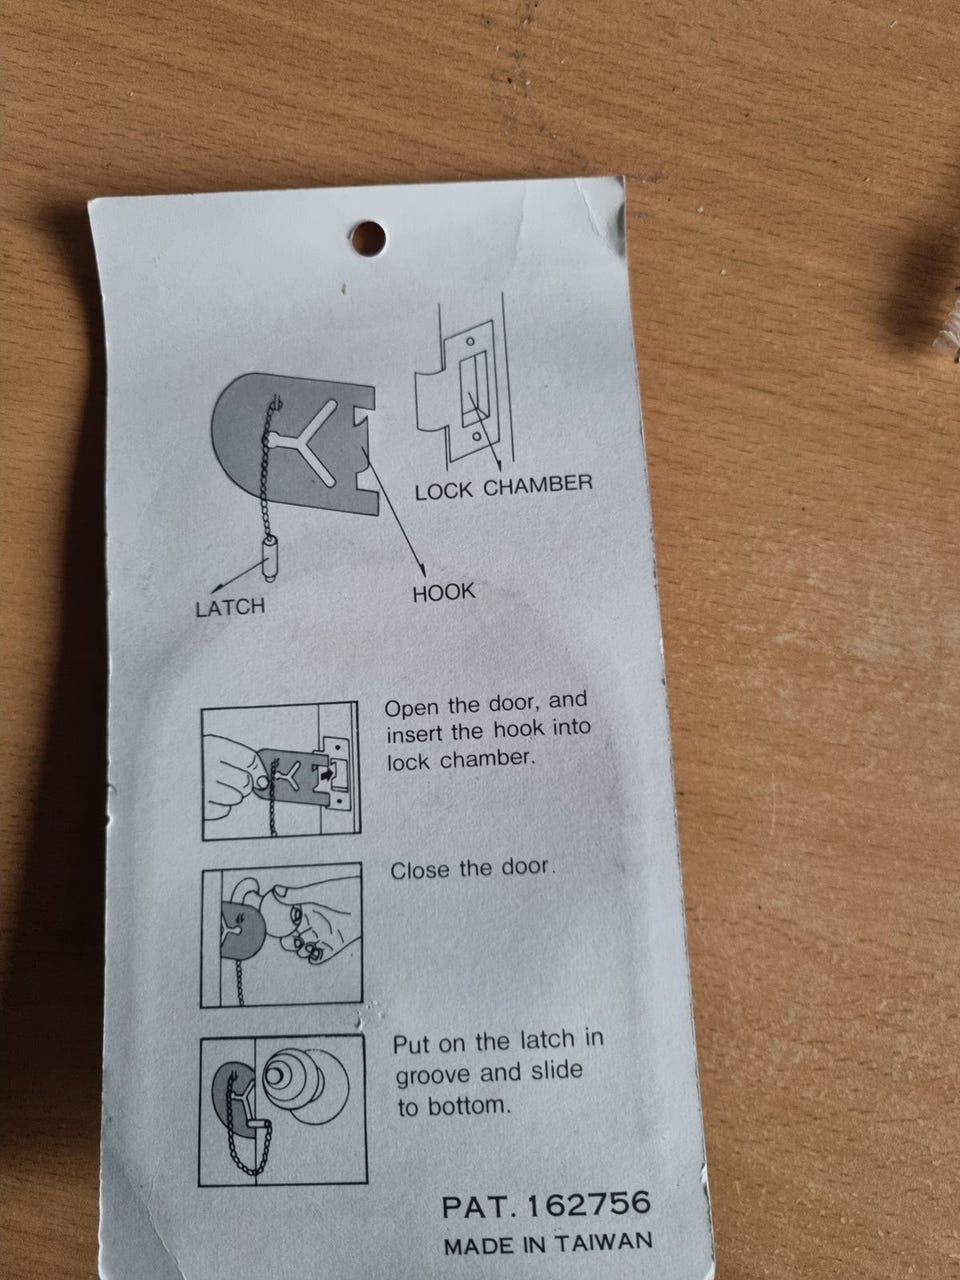 LOCK CHAMBER
HOOK
LATCH
Open the door, and
insert the hook into
lock chamber.
Close the door.
Put on the latch in
groove and slide
to bottom.
PAT. 162756
MADE IN TAIWAN